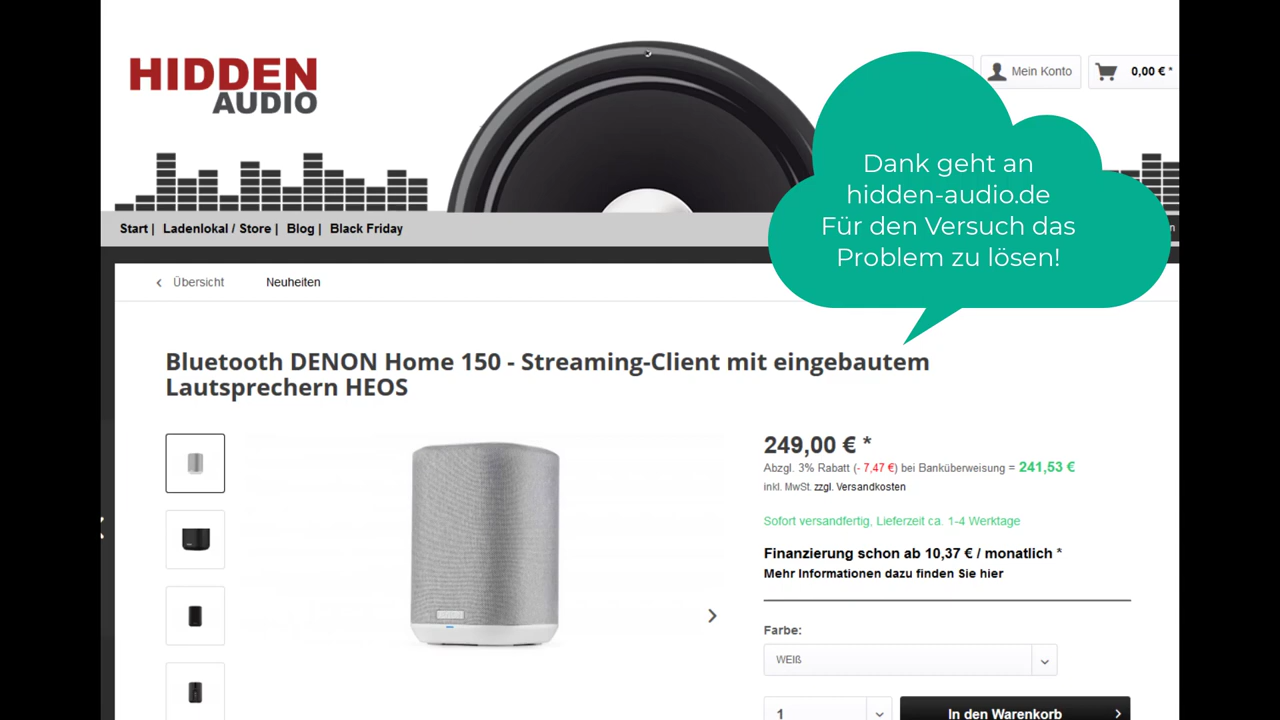 HIDDEN
AUDIO
Mein Konto
0,00 € *
Dank geht an
hidden-audio.de
Für den Versuch das
Problem zu lösen!
Start | Ladenlokal / Store | Blog | Black Friday
Übersicht Neuheiten
Bluetooth DENON Home 150 - Streaming-Client mit eingebautem
Lautsprechern HEOS
249,00 € *
Abzgl. 3% Rabatt (- 7,47 €) bei Banküberweisung = 241,53 €
inkl. MwSt. zzgl. Versandkosten
Sofort versandfertig, Lieferzeit ca. 1-4 Werktage
Finanzierung schon ab 10,37 € / monatlich *
Mehr Informationen dazu finden Sie hier
Farbe:
WEIß
1
In den Warenkorb